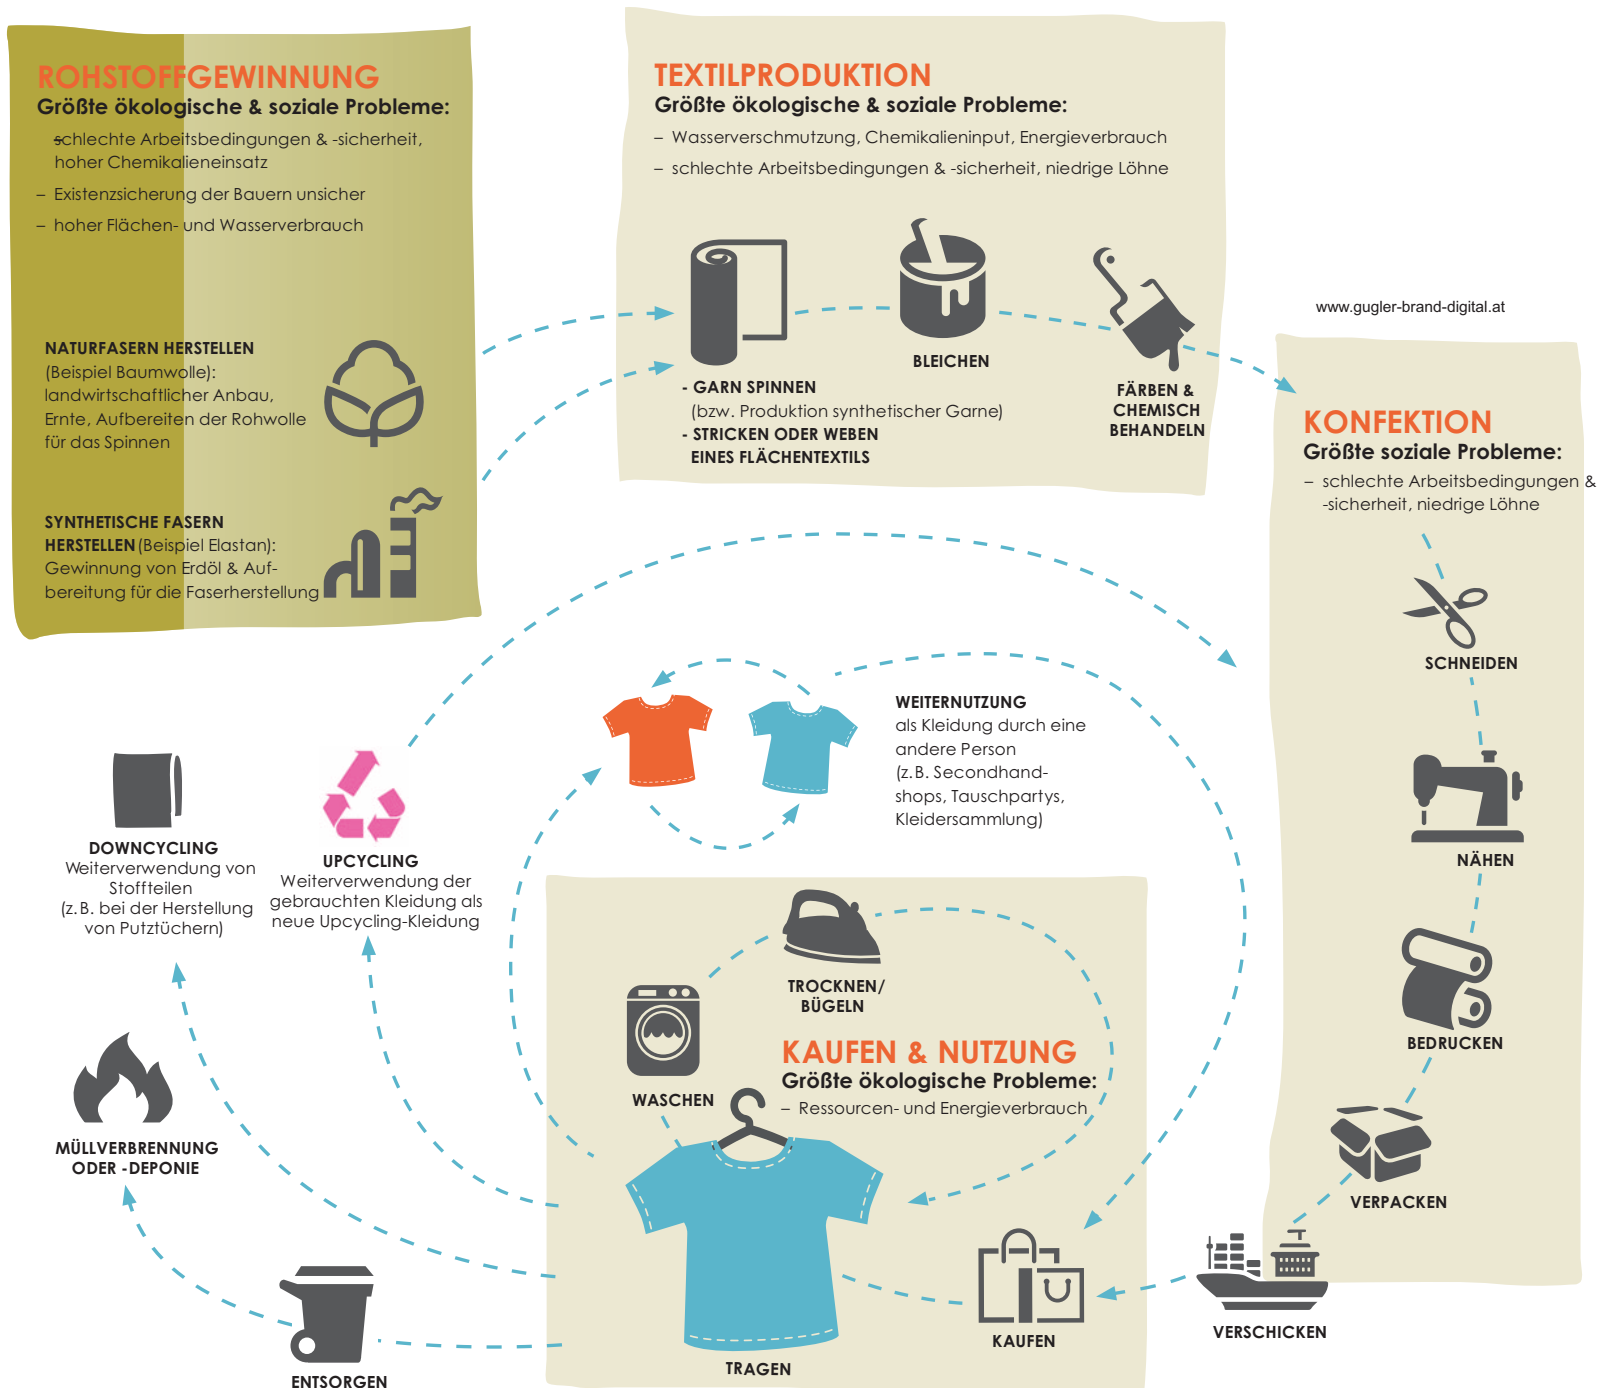 ROHSTOFFGEWINNUNG
Größte ökologische & soziale Probleme:
– schlechte Arbeitsbedingungen & -sicherheit,
hoher Chemikalieneinsatz
– Existenzsicherung der Bauern unsicher
– hoher Flächen- und Wasserverbrauch
NATURFASERN HERSTELLEN
(Beispiel Baumwolle):
landwirtschaftlicher Anbau,
Ernte, Aufbereiten der Rohwolle
für das Spinnen
SYNTHETISCHE FASERN
HERSTELLEN (Beispiel Elastan):
Gewinnung von Erdöl & Auf-
bereitung für die Faserherstellung
TEXTILPRODUKTION
Größte ökologische & soziale Probleme:
– Wasserverschmutzung, Chemikalieninput, Energieverbrauch
– schlechte Arbeitsbedingungen & -sicherheit, niedrige Löhne
- GARN SPINNEN
(bzw. Produktion synthetischer Garne)
- STRICKEN ODER WEBEN
EINES FLÄCHENTEXTILS
BLEICHEN
FÄRBEN &
CHEMISCH
BEHANDELN
www.gugler-brand-digital.at
KONFEKTION
Größte soziale Probleme:
– schlechte Arbeitsbedingungen &
-sicherheit, niedrige Löhne
SCHNEIDEN
NÄHEN
BEDRUCKEN
VERPACKEN
VERSCHICKEN
WEITERNUTZUNG
als Kleidung durch eine
andere Person
(z.B. Secondhand-
shops, Tauschpartys,
Kleidersammlung)
DOWNCYCLING
Weiterverwendung von
Stoffteilen
(z.B. bei der Herstellung
von Putztüchern)
UPCYCLING
Weiterverwendung der
gebrauchten Kleidung als
neue Upcycling-Kleidung
TROCKNEN/
BÜGELN
KAUFEN & NUTZUNG
Größte ökologische Probleme:
– Ressourcen- und Energieverbrauch
WASCHEN
MÜLLVERBRENNUNG
ODER -DEPONIE
KAUFEN
TRAGEN
ENTSORGEN